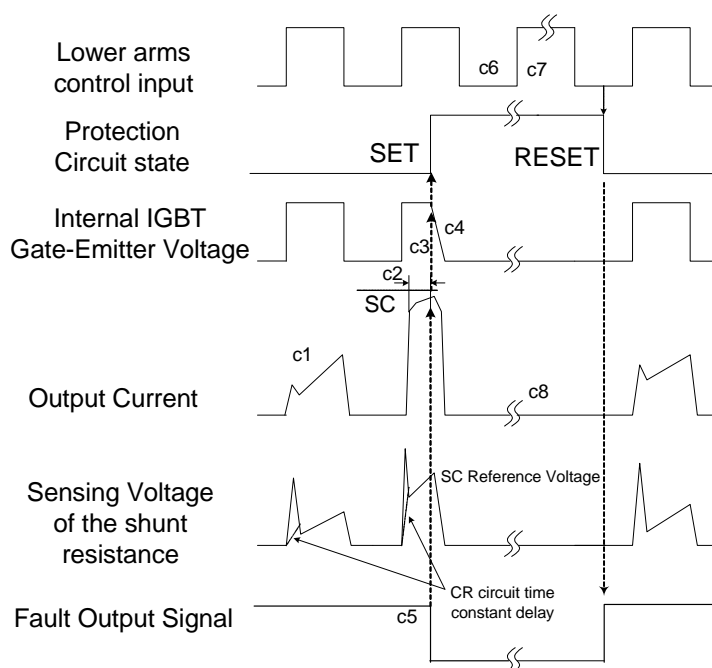 Lower arms
control input
c6
c7
Protection
Circuit state
SET
RESET
Internal IGBT
Gate-Emitter Voltage
c4
c3
c2
SC
c1
Output Current
c8
SC Reference Voltage
Sensing Voltage
of the shunt
resistance
CR circuit time
constant delay
Fault Output Signal
c5